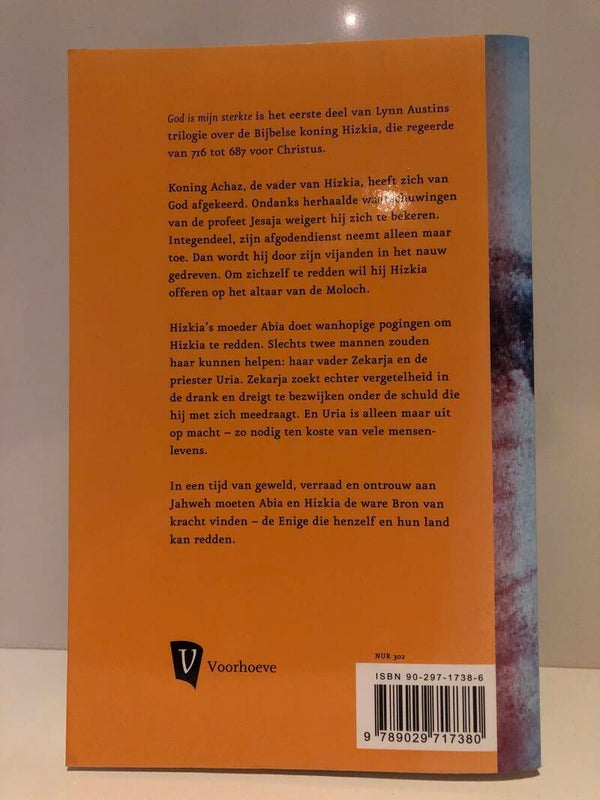 God is mijn sterkte is het eerste deel van Lynn Austins
trilogie over de Bijbelse koning Hizkia, die regeerde
van 716 tot 687 voor Christus.
Koning Achaz, de vader van Hizkia, heeft zich van
God afgekeerd. Ondanks herhaalde waarschuwingen
van de profeet Jesaja weigert hij zich te bekeren.
Integendeel, zijn afgodendienst neemt alleen maar
toe. Dan wordt hij door zijn vijanden in het nauw
gedreven. Om zichzelf te redden wil hij Hizkia
offeren op het altaar van de Moloch.
Hizkia's moeder Abia doet wanhopige pogingen om
Hizkia te redden. Slechts twee mannen zouden
haar kunnen helpen: haar vader Zekarja en de
priester Uria. Zekarja zoekt echter vergetelheid in
de drank en dreigt te bezwijken onder de schuld die
hij met zich meedraagt. En Uria is alleen maar uit
op macht – zo nodig ten koste van vele mensen-
levens.
In een tijd van geweld, verraad en ontrouw aan
Jahweh moeten Abia en Hizkia de ware Bron van
kracht vinden – de Enige die henzelf en hun land
kan redden.
V Voorhoeve
NUR 302
ISBN 90-297-1738-6
9 789029 717380